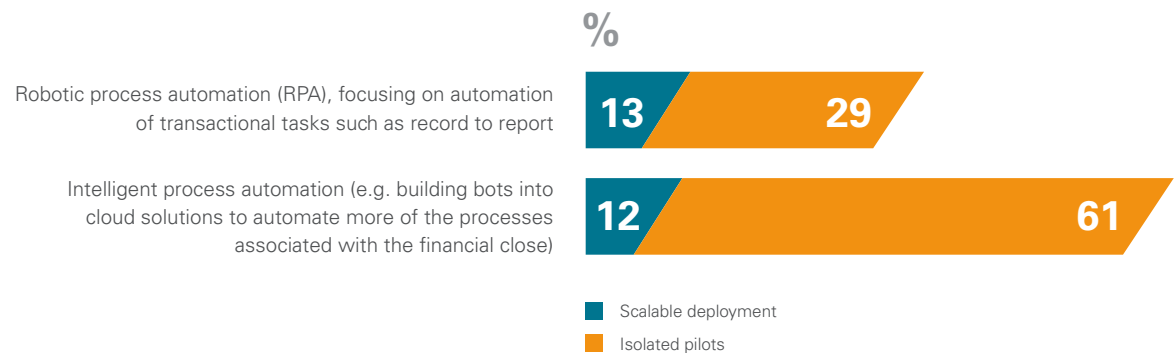 %
Robotic process automation (RPA), focusing on automation
of transactional tasks such as record to report
13
29
Intelligent process automation (e.g. building bots into
cloud solutions to automate more of the processes
associated with the financial close)
12
61
Scalable deployment
Isolated pilots